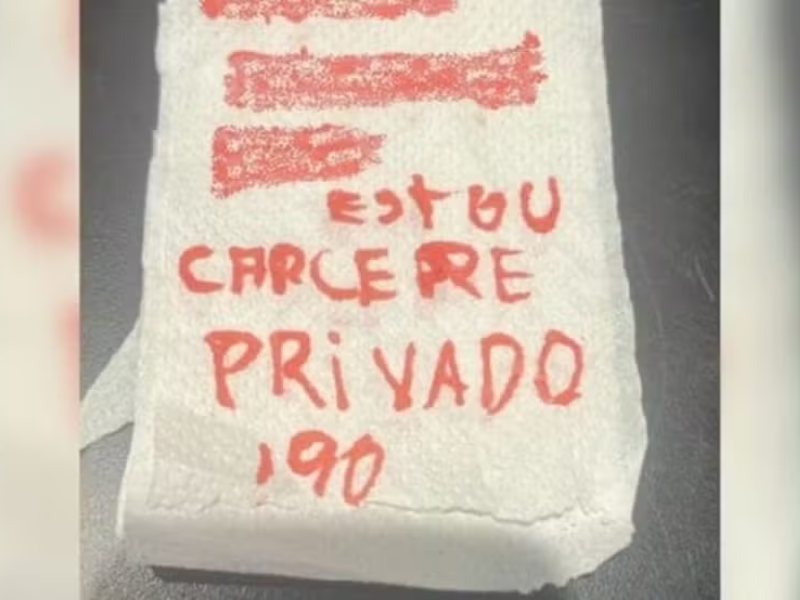 ESTOU
CARCERE
PRIVADO
190